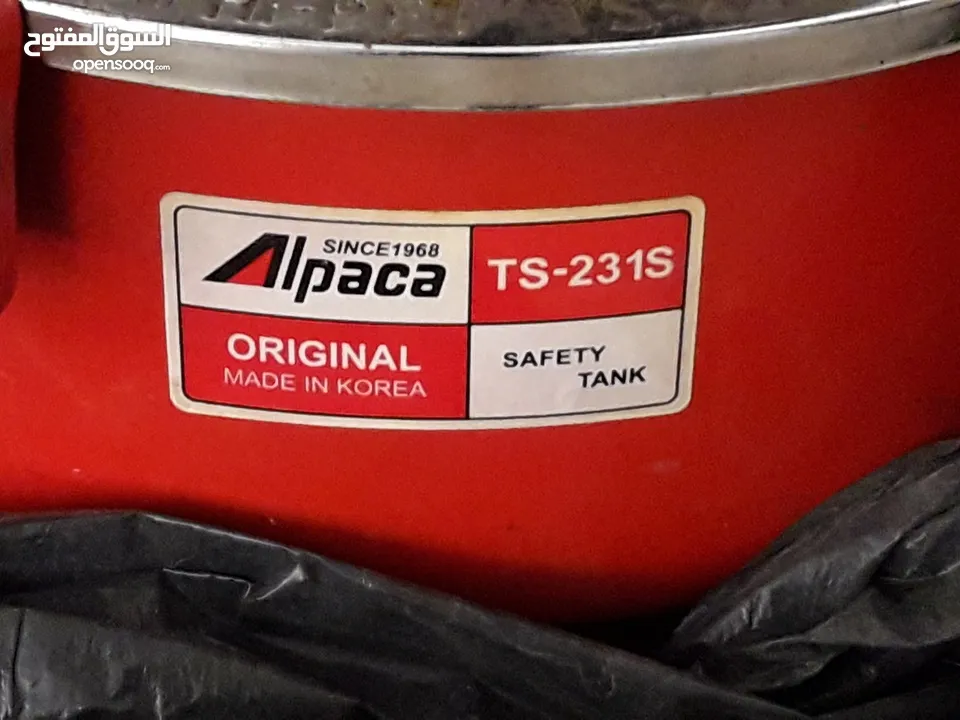 السوق المفتوح
opensooq.com
SINCE1968
Alpaca
TS-231S
ORIGINAL
MADE IN KOREA
SAFETY
TANK